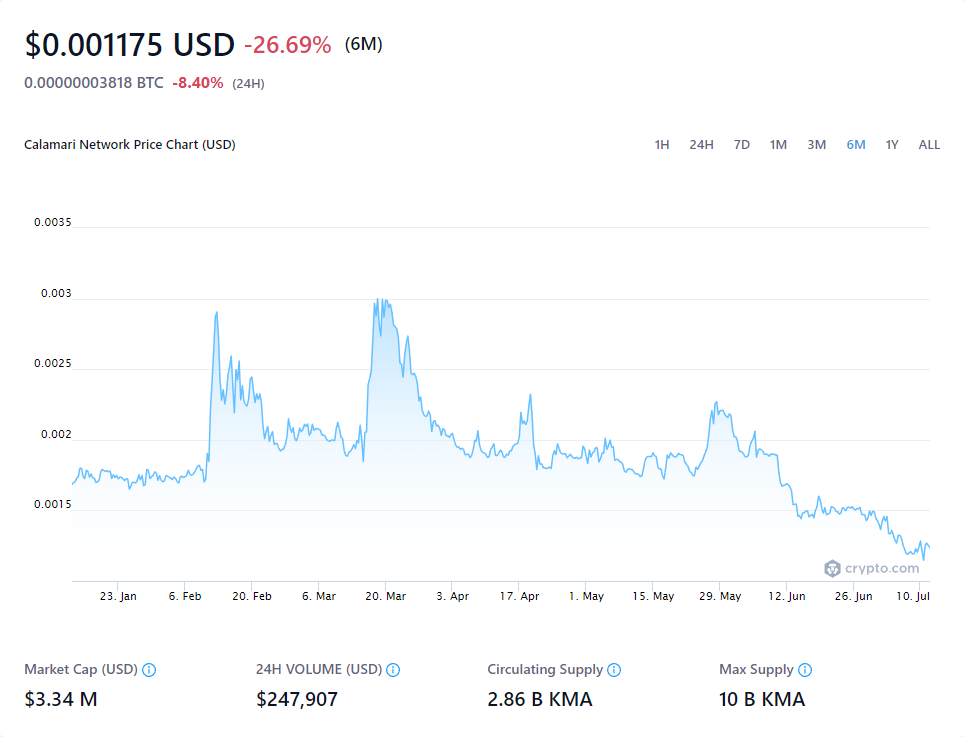 $0.001175 USD -26.69% (6M)
0.00000003818 BTC -8.40% (24H)
Calamari Network Price Chart (USD) 1H 24H 7D 1M 3M 6M 1Y ALL
0.0035
0.003
0.0025
0.002
0.0015
crypto.com
23. Jan 6. Feb 20. Feb 6. Mar 20. Mar 3. Apr 17. Apr 1. May 15. May 29. May 12. Jun 26. Jun 10. Jul
Market Cap (USD) 24H VOLUME (USD) Circulating Supply Max Supply
$3.34 M $247,907 2.86 B KMA 10 B KMA